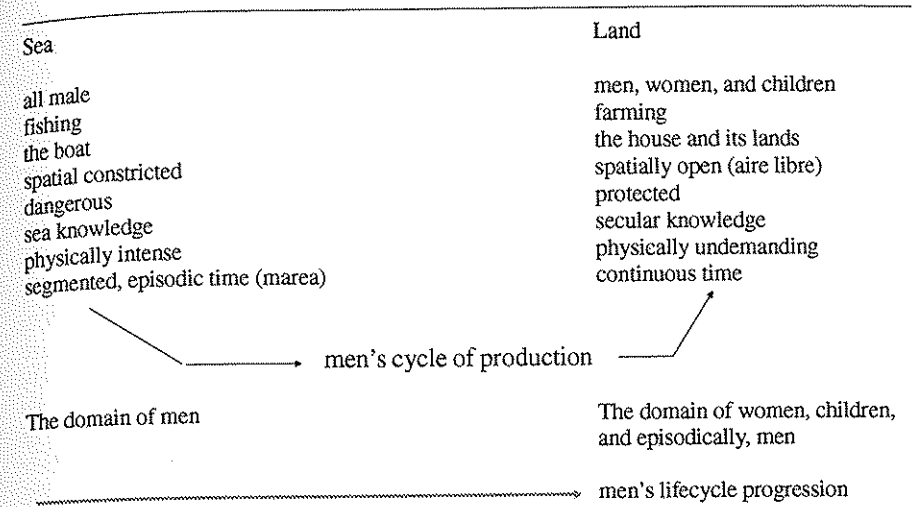 Sea
all male
fishing
the boat
spatial constricted
dangerous
sea knowledge
physically intense
segmented, episodic time (marea)
Land
men, women, and children
farming
the house and its lands
spatially open (aire libre)
protected
secular knowledge
physically undemanding
continuous time
men's cycle of production
The domain of men
The domain of women, children,
and episodically, men
men's lifecycle progression